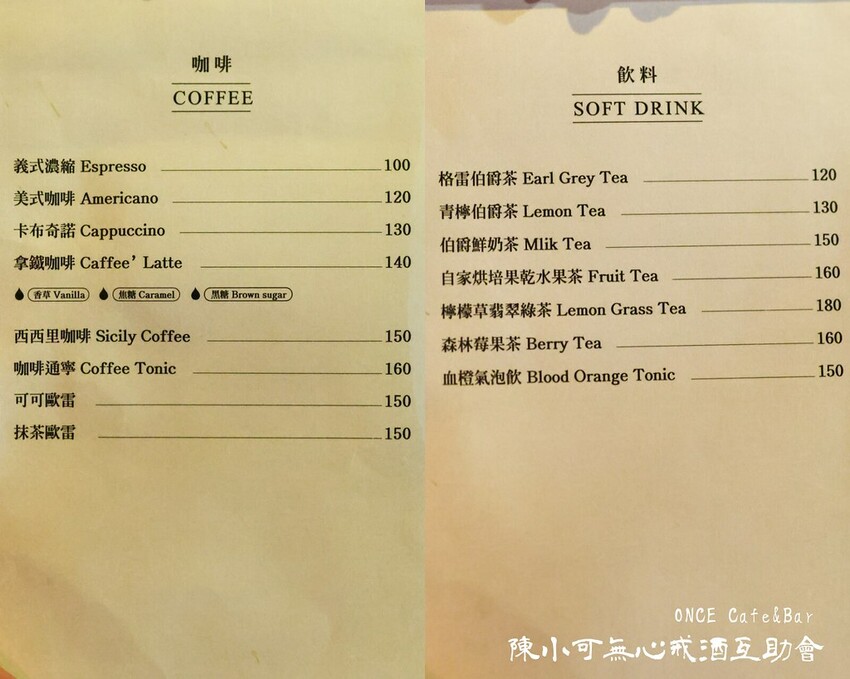 咖啡
COFFEE
義式濃縮 Espresso 100
美式咖啡 Americano 120
卡布奇諾 Cappuccino 130
拿鐵咖啡 Caffee’ Latte 140
香草 Vanilla 焦糖 Caramel 黑糖 Brown sugar
西西里咖啡 Sicily Coffee 150
咖啡通寧 Coffee Tonic 160
可可歐雷 150
抹茶歐雷 150
飲料
SOFT DRINK
格雷伯爵茶 Earl Grey Tea 120
青檸伯爵茶 Lemon Tea 130
伯爵鮮奶茶 Mlik Tea 150
自家烘培果乾水果茶 Fruit Tea 160
檸檬草翡翠綠茶 Lemon Grass Tea 180
森林莓果茶 Berry Tea 160
血橙氣泡飲 Blood Orange Tonic 150
ONCE Cafe&Bar
陳小可無心戒酒互助會